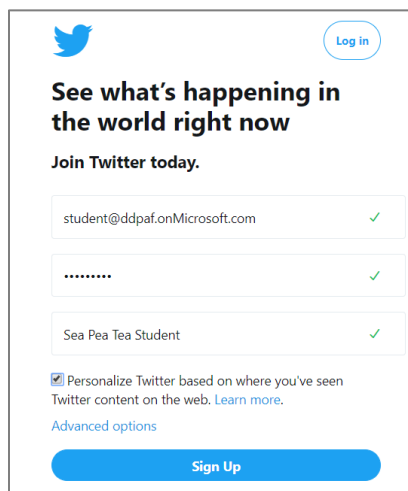 Log in
See what's happening in
the world right now
Join Twitter today.
student@ddpaf.onMicrosoft.com
•••••••••
Sea Pea Tea Student
Personalize Twitter based on where you've seen
Twitter content on the web. Learn more.
Advanced options
Sign Up